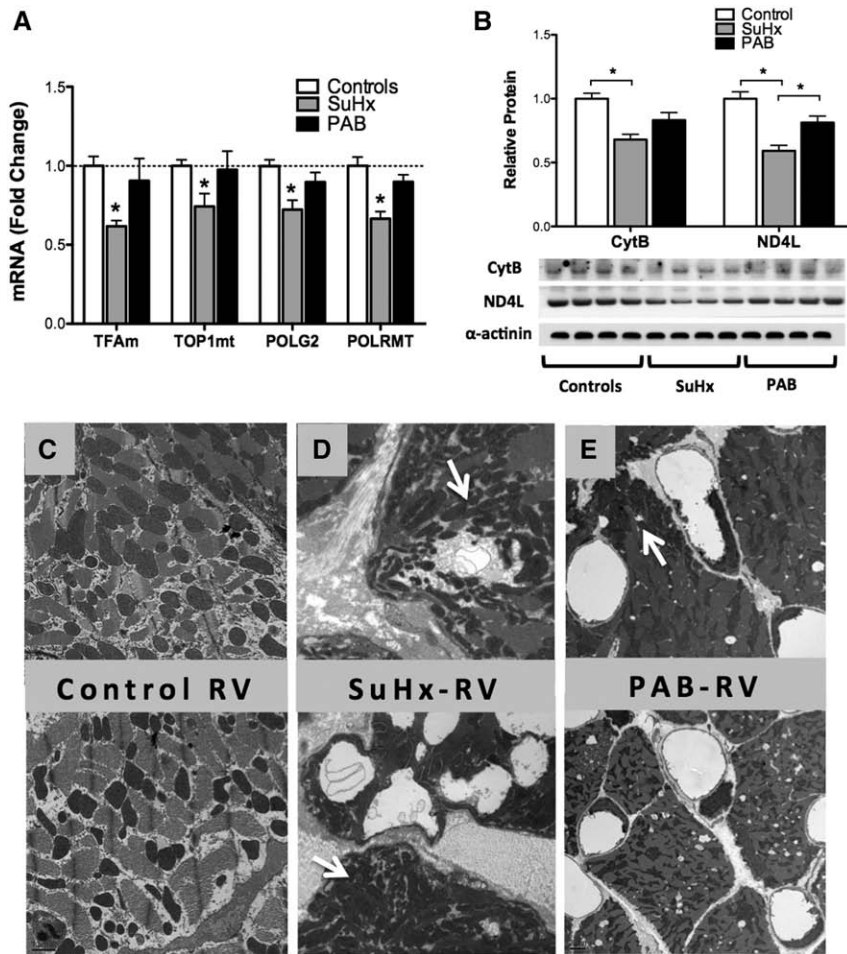 A
mRNA (Fold Change)
1.5
1.0
0.5
0.0
Controls
SuHx
PAB
*
*
*
*
TFAm
TOP1mt
POLG2
POLRMT
B
Control
SuHx
PAB
Relative Protein
1.5
1.0
0.5
0.0
*
*
*
CytB
ND4L
CytB
ND4L
α-actinin
Controls
SuHx
PAB
C
D
E
Control RV
SuHx-RV
PAB-RV